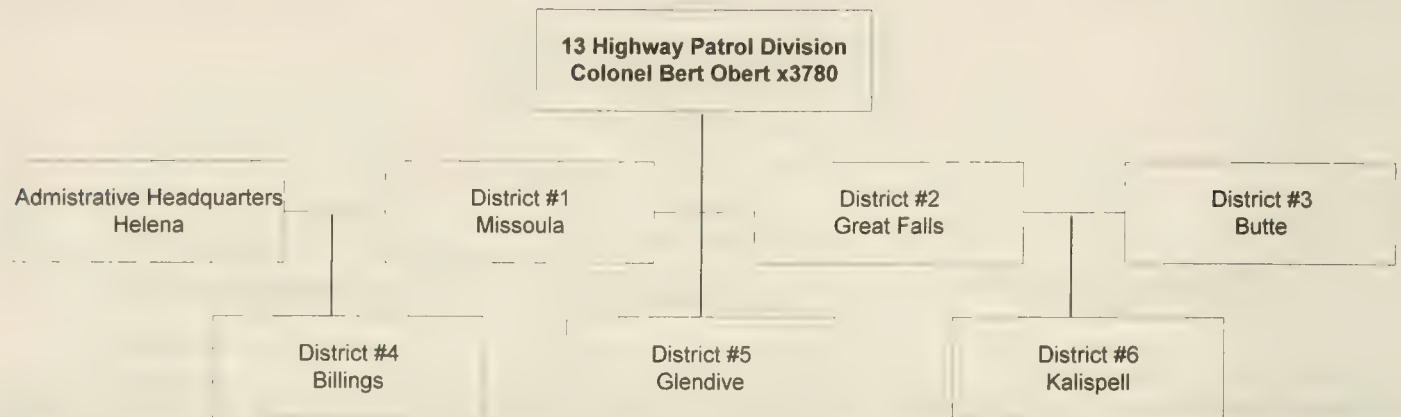 13 Highway Patrol Division
Colonel Bert Obert x3780
Admistrative Headquarters
Helena
District #1
Missoula
District #2
Great Falls
District #3
Butte
District #4
Billings
District #5
Glendive
District #6
Kalispell